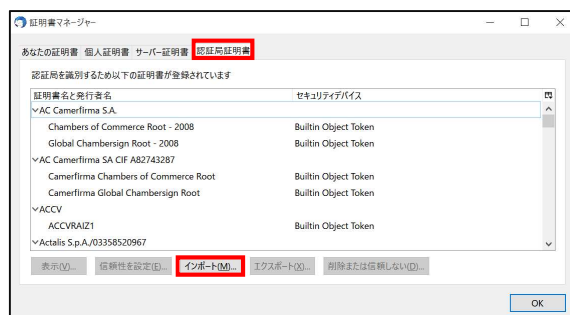 証明書マネージャー
あなたの証明書 個人証明書 サーバー証明書 認証局証明書
認証局を識別するため以下の証明書が登録されています
証明書名と発行者名 セキュリティデバイス
AC Camerfirma S.A.
Chambers of Commerce Root - 2008 Builtin Object Token
Global Chambersign Root - 2008 Builtin Object Token
AC Camerfirma SA CIF A82743287
Camerfirma Chambers of Commerce Root Builtin Object Token
Camerfirma Global Chambersign Root Builtin Object Token
ACCV
ACCVRAIZ1 Builtin Object Token
Actalis S.p.A./03358520967
表示(V)... 信頼性を設定(E)... インポート(M)... エクスポート(X)... 削除または信頼しない(D)...
OK